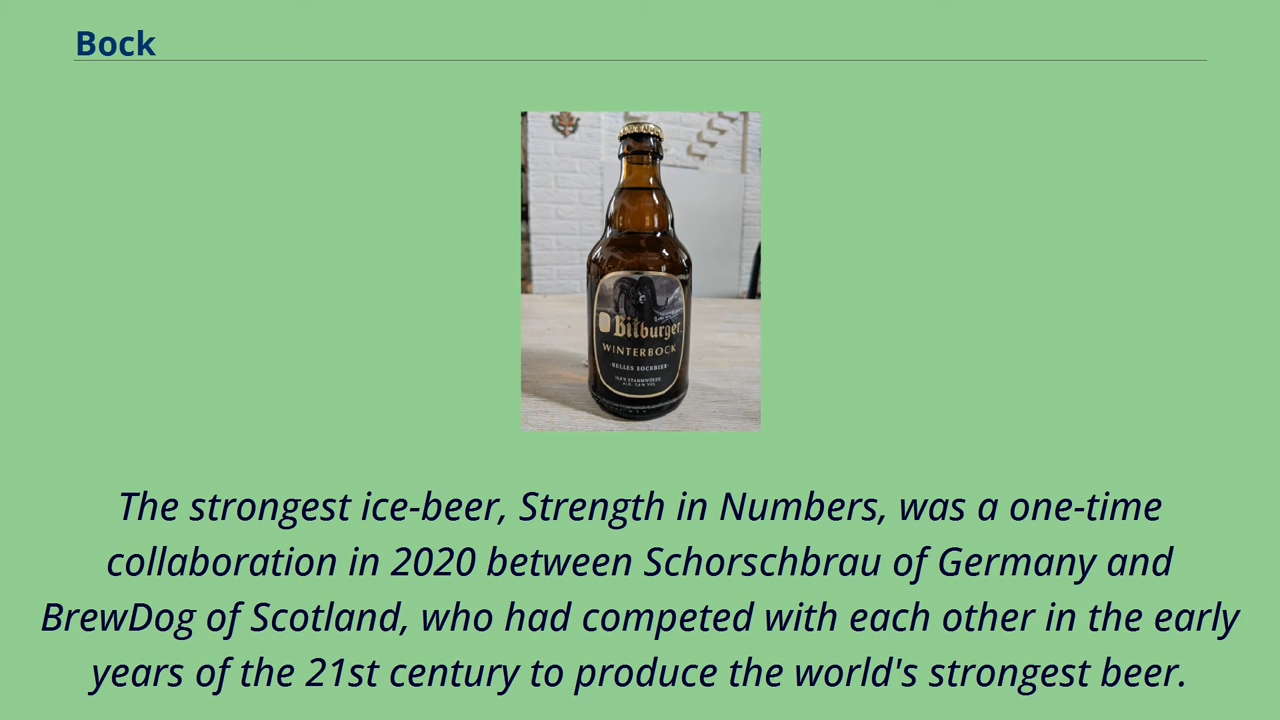 Bock
Bitburger
WINTERBOCK
HELLES BOCKBIER
The strongest ice-beer, Strength in Numbers, was a one-time
collaboration in 2020 between Schorschbrau of Germany and
BrewDog of Scotland, who had competed with each other in the early
years of the 21st century to produce the world's strongest beer.